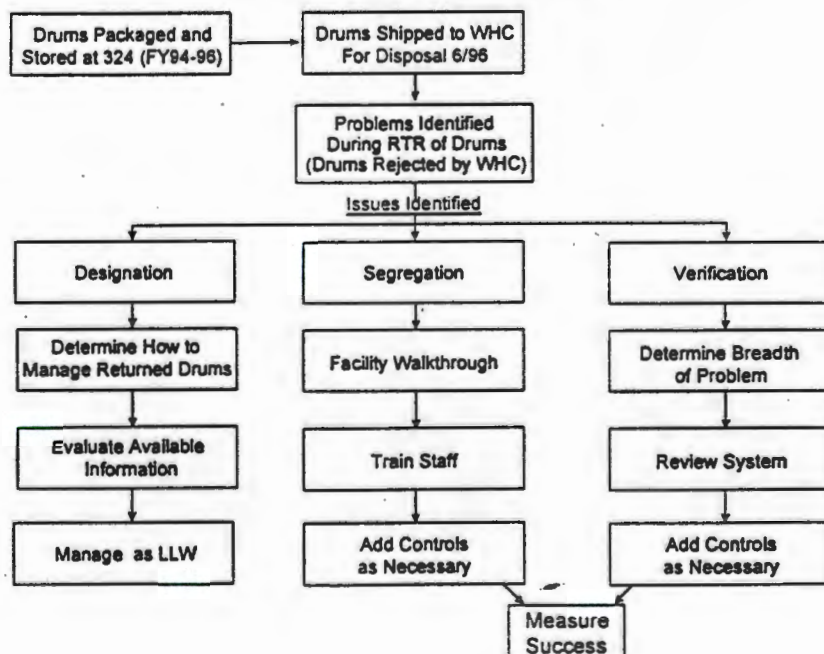 Drums Packaged and
Stored at 324 (FY94-96)
Drums Shipped to WHC
For Disposal 6/96
Problems Identified
During RTR of Drums
(Drums Rejected by WHC)
Issues Identified
Designation
Segregation
Verification
Determine How to
Manage Returned Drums
Facility Walkthrough
Determine Breadth
of Problem
Evaluate Available
Information
Train Staff
Review System
Manage as LLW
Add Controls
as Necessary
Add Controls
as Necessary
Measure
Success